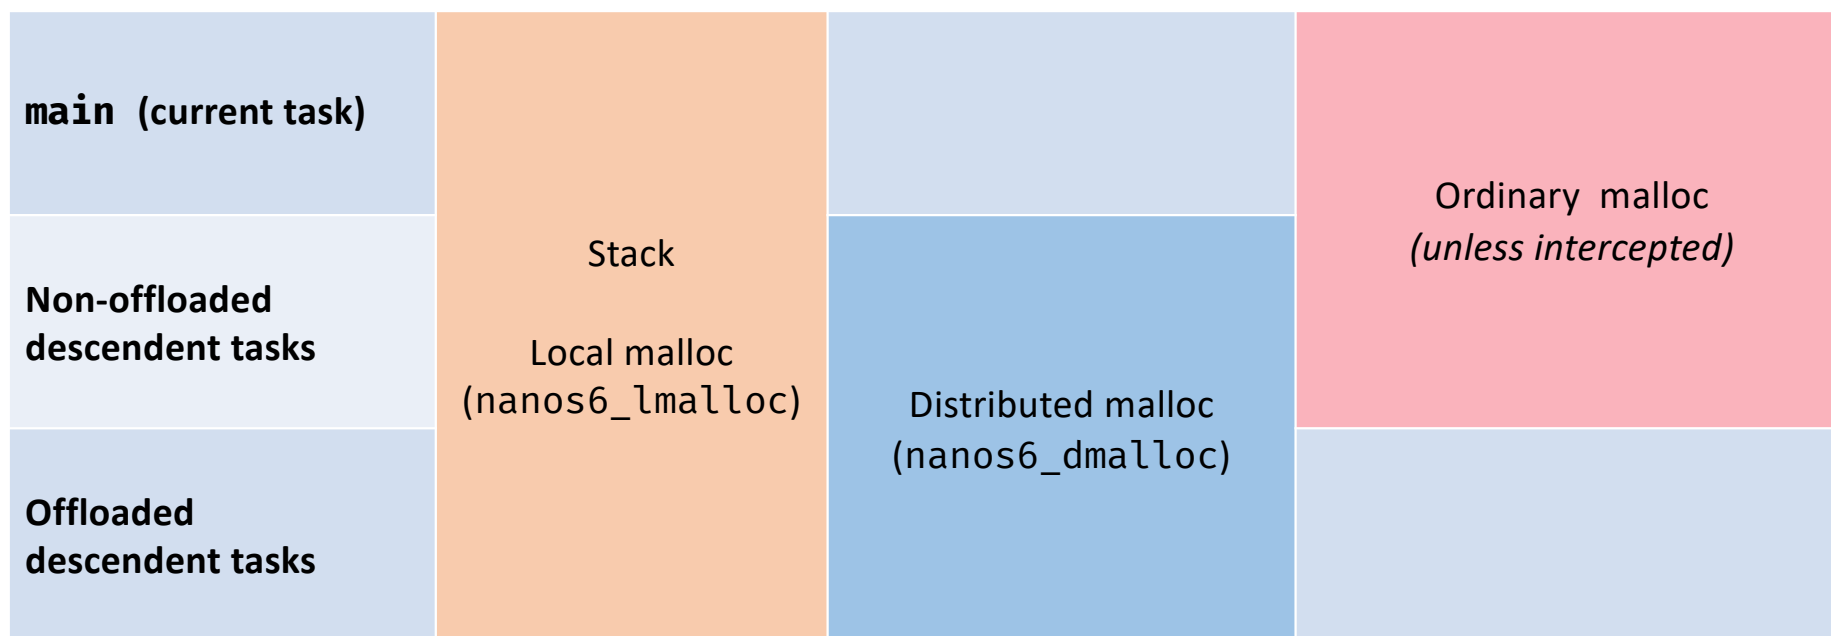 main (current task)
Non-offloaded
descendent tasks
Offloaded
descendent tasks
Stack
Local malloc
(nanos6_lmalloc)
Distributed malloc
(nanos6_dmalloc)
Ordinary malloc
(unless intercepted)